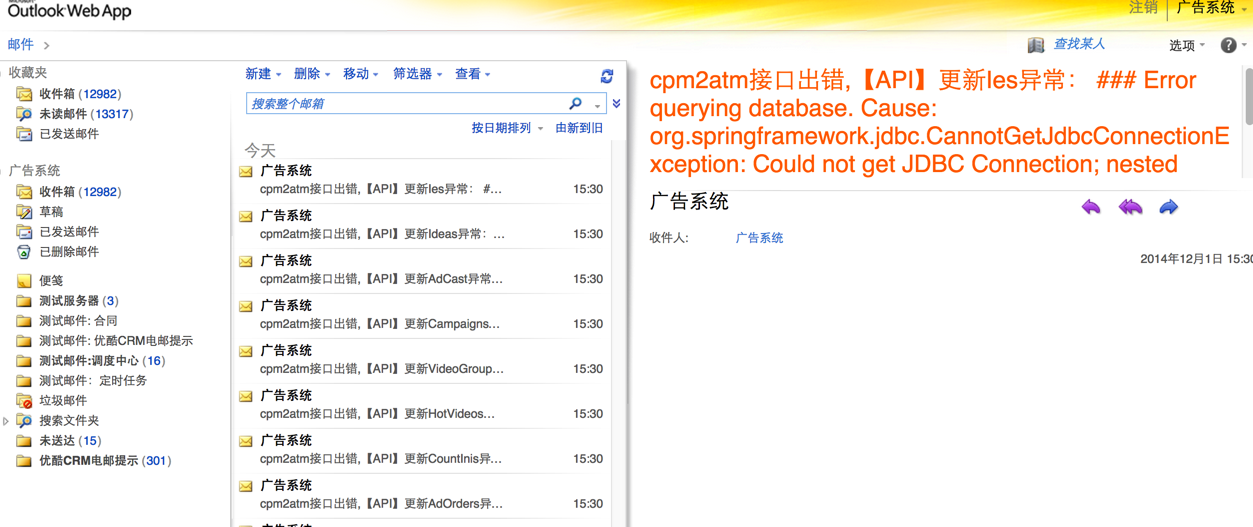 Outlook Web App
注销
广告系统
邮件
查找某人
选项
收藏夹
收件箱 (12982)
未读邮件 (13317)
已发送邮件
广告系统
收件箱 (12982)
草稿
已发送邮件
已删除邮件
便笺
测试服务器 (3)
测试邮件: 合同
测试邮件: 优酷CRM电邮提示
测试邮件:调度中心 (16)
测试邮件：定时任务
垃圾邮件
搜索文件夹
未送达 (15)
优酷CRM电邮提示 (301)
新建 删除 移动 筛选器 查看
搜索整个邮箱
按日期排列 由新到旧
今天
广告系统
cpm2atm接口出错,【API】更新Ies异常： #... 15:30
广告系统
cpm2atm接口出错,【API】更新Ideas异常：... 15:30
广告系统
cpm2atm接口出错,【API】更新AdCast异常... 15:30
广告系统
cpm2atm接口出错,【API】更新Campaigns... 15:30
广告系统
cpm2atm接口出错,【API】更新VideoGroup... 15:30
广告系统
cpm2atm接口出错,【API】更新HotVideos... 15:30
广告系统
cpm2atm接口出错,【API】更新CountInis异... 15:30
广告系统
cpm2atm接口出错,【API】更新AdOrders异... 15:30
cpm2atm接口出错,【API】更新Ies异常： ### Error
querying database. Cause:
org.springframework.jdbc.CannotGetJdbcConnectionE
xception: Could not get JDBC Connection; nested
广告系统
收件人: 广告系统
2014年12月1日 15:30